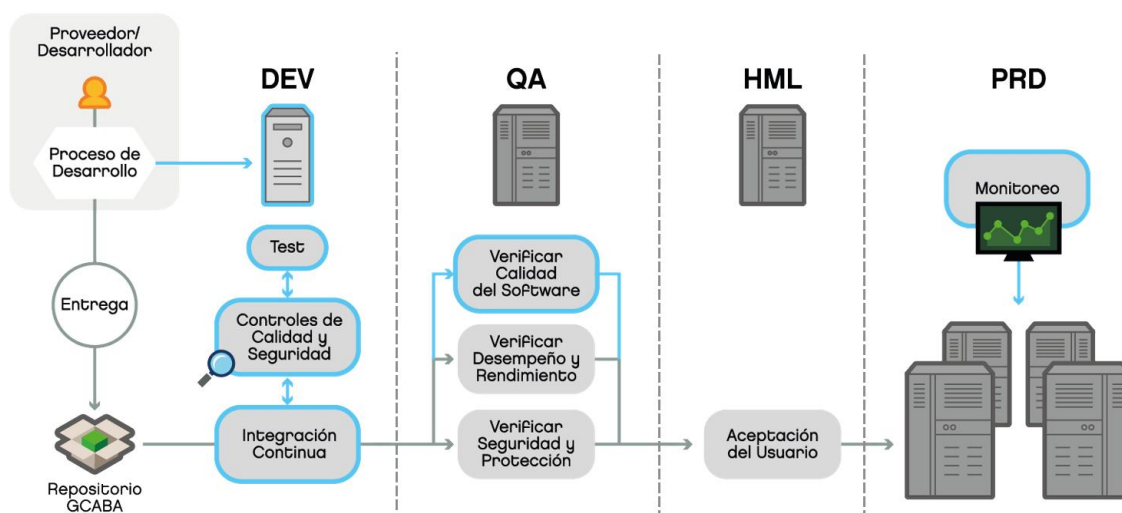 Proveedor/
Desarrollador
Proceso de
Desarrollo
Entrega
Repositorio
GCABA
DEV
Test
Controles de
Calidad y
Seguridad
Integración
Continua
QA
Verificar
Calidad
del Software
Verificar
Desempeño y
Rendimiento
Verificar
Seguridad y
Protección
HML
Aceptación
del Usuario
PRD
Monitoreo